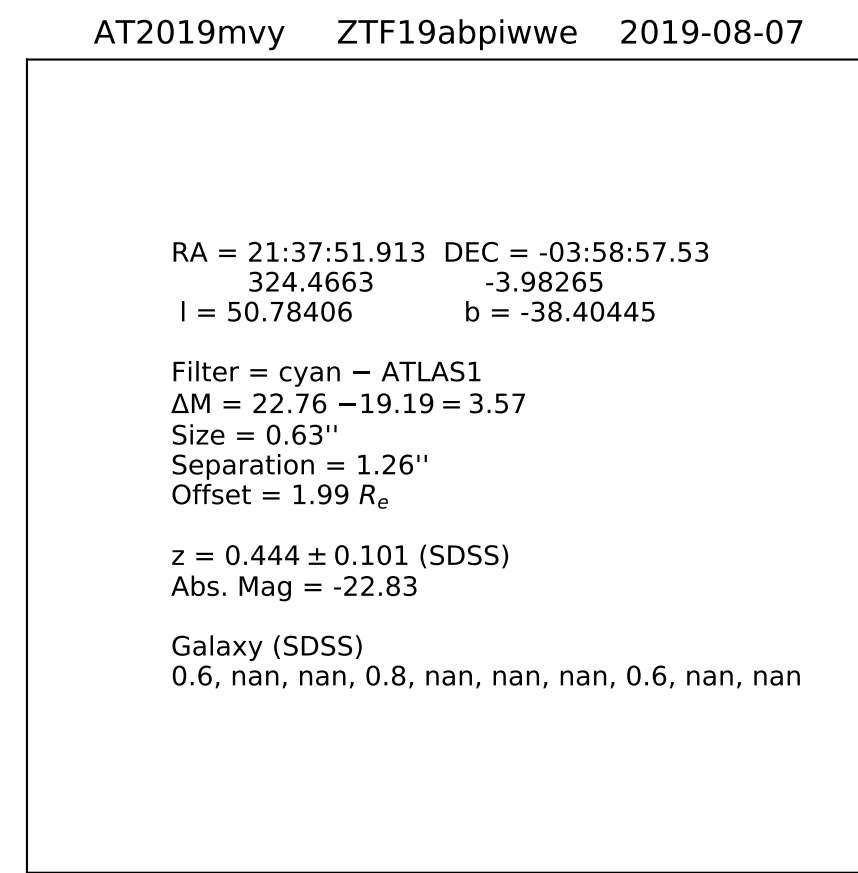 AT2019mvy ZTF19abpiwwe 2019-08-07
RA = 21:37:51.913 DEC = -03:58:57.53
324.4663 -3.98265
l = 50.78406 b = -38.40445
Filter = cyan − ATLAS1
ΔM = 22.76 −19.19 = 3.57
Size = 0.63''
Separation = 1.26''
Offset = 1.99 Rₑ
z = 0.444 ± 0.101 (SDSS)
Abs. Mag = -22.83
Galaxy (SDSS)
0.6, nan, nan, 0.8, nan, nan, nan, 0.6, nan, nan